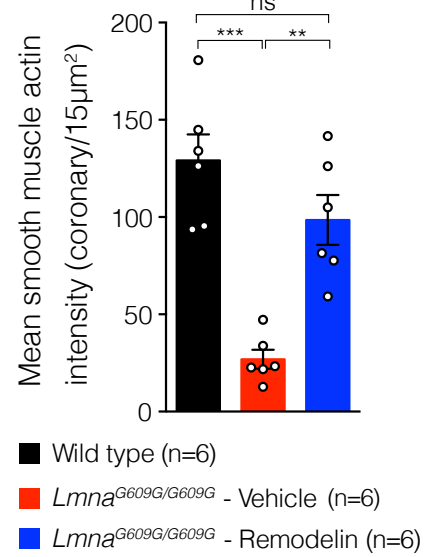 ns
*** **
200
150
100
50
0
Mean smooth muscle actin
intensity (coronary/15µm²)
Wild type (n=6)
Lmna^G609G/G609G - Vehicle (n=6)
Lmna^G609G/G609G - Remodelin (n=6)